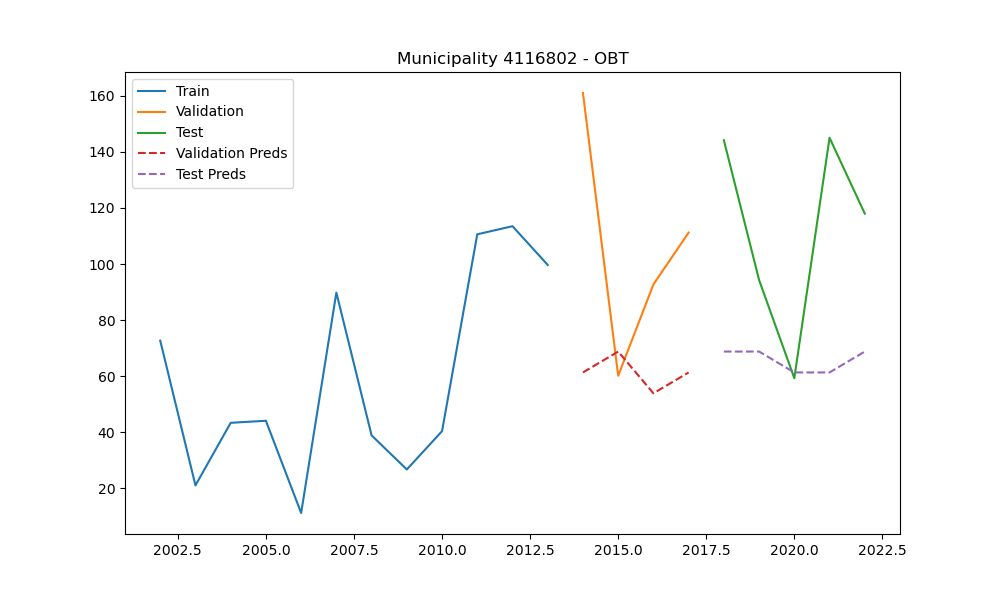 Municipality 4116802 - OBT
Train
Validation
Test
Validation Preds
Test Preds
160
140
120
100
80
60
40
20
2002.5 2005.0 2007.5 2010.0 2012.5 2015.0 2017.5 2020.0 2022.5